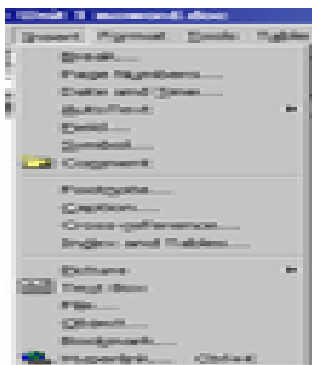 Insert Format Tools Table
Break...
Page Numbers...
Date and Time...
AutoText
Field...
Symbol...
Comment
Footnote...
Caption...
Cross-reference...
Index and Tables...
Picture
Text Box
File...
Object...
Bookmark...
Hyperlink...